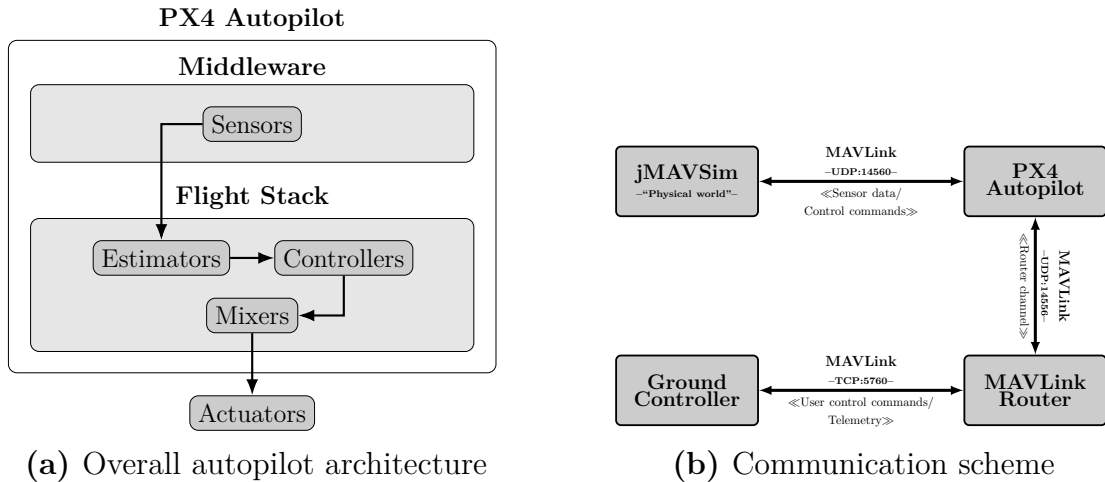 PX4 Autopilot
Middleware
Sensors
Flight Stack
Estimators
Controllers
Mixers
Actuators
(a) Overall autopilot architecture
jMAVSim
–“Physical world”–
MAVLink
–UDP:14560–
≪Sensor data/
Control commands≫
PX4
Autopilot
MAVLink
–UDP:14556–
≪Router channel≫
Ground
Controller
MAVLink
–TCP:5760–
≪User control commands/
Telemetry≫
MAVLink
Router
(b) Communication scheme